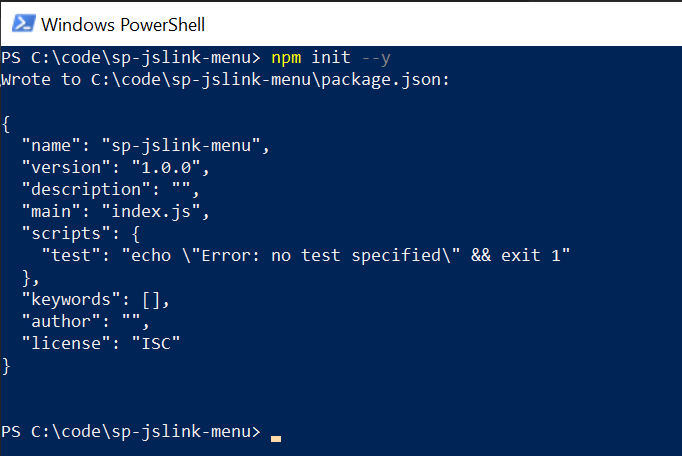 Windows PowerShell
PS C:\code\sp-jslink-menu> npm init --y
Wrote to C:\code\sp-jslink-menu\package.json:
{
  "name": "sp-jslink-menu",
  "version": "1.0.0",
  "description": "",
  "main": "index.js",
  "scripts": {
    "test": "echo \"Error: no test specified\" && exit 1"
  },
  "keywords": [],
  "author": "",
  "license": "ISC"
}
PS C:\code\sp-jslink-menu>